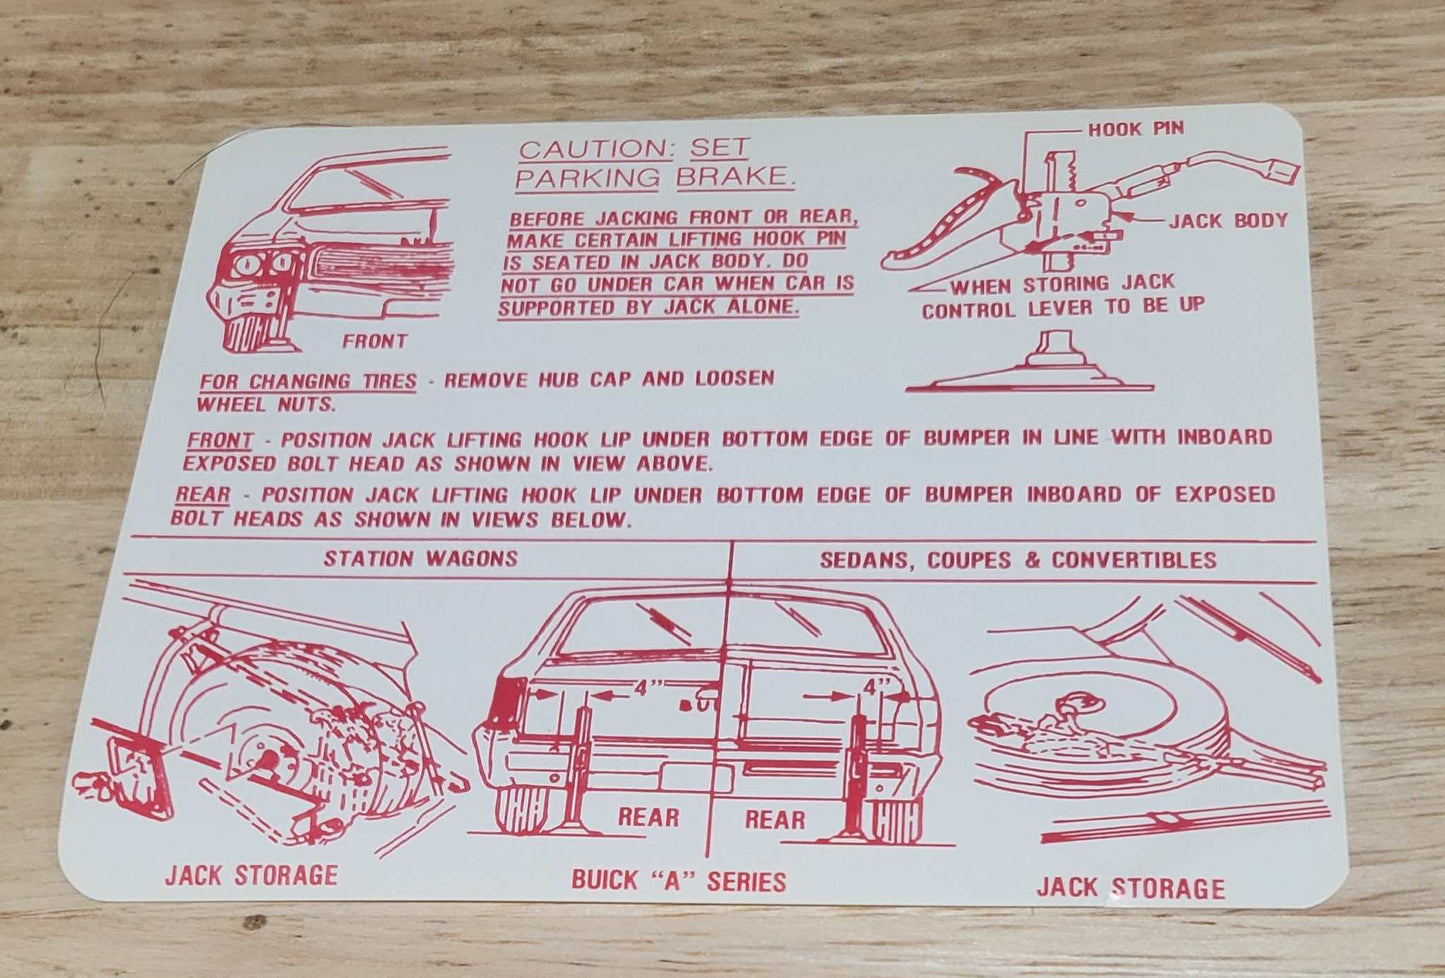 CAUTION: SET
PARKING BRAKE.
BEFORE JACKING FRONT OR REAR,
MAKE CERTAIN LIFTING HOOK PIN
IS SEATED IN JACK BODY. DO
NOT GO UNDER CAR WHEN CAR IS
SUPPORTED BY JACK ALONE.
HOOK PIN
JACK BODY
WHEN STORING JACK
CONTROL LEVER TO BE UP
FRONT
FOR CHANGING TIRES - REMOVE HUB CAP AND LOOSEN
WHEEL NUTS.
FRONT - POSITION JACK LIFTING HOOK LIP UNDER BOTTOM EDGE OF BUMPER IN LINE WITH INBOARD
EXPOSED BOLT HEAD AS SHOWN IN VIEW ABOVE.
REAR - POSITION JACK LIFTING HOOK LIP UNDER BOTTOM EDGE OF BUMPER INBOARD OF EXPOSED
BOLT HEADS AS SHOWN IN VIEWS BELOW.
STATION WAGONS
SEDANS, COUPES & CONVERTIBLES
4"
4"
BUI
REAR
REAR
JACK STORAGE
BUICK "A" SERIES
JACK STORAGE